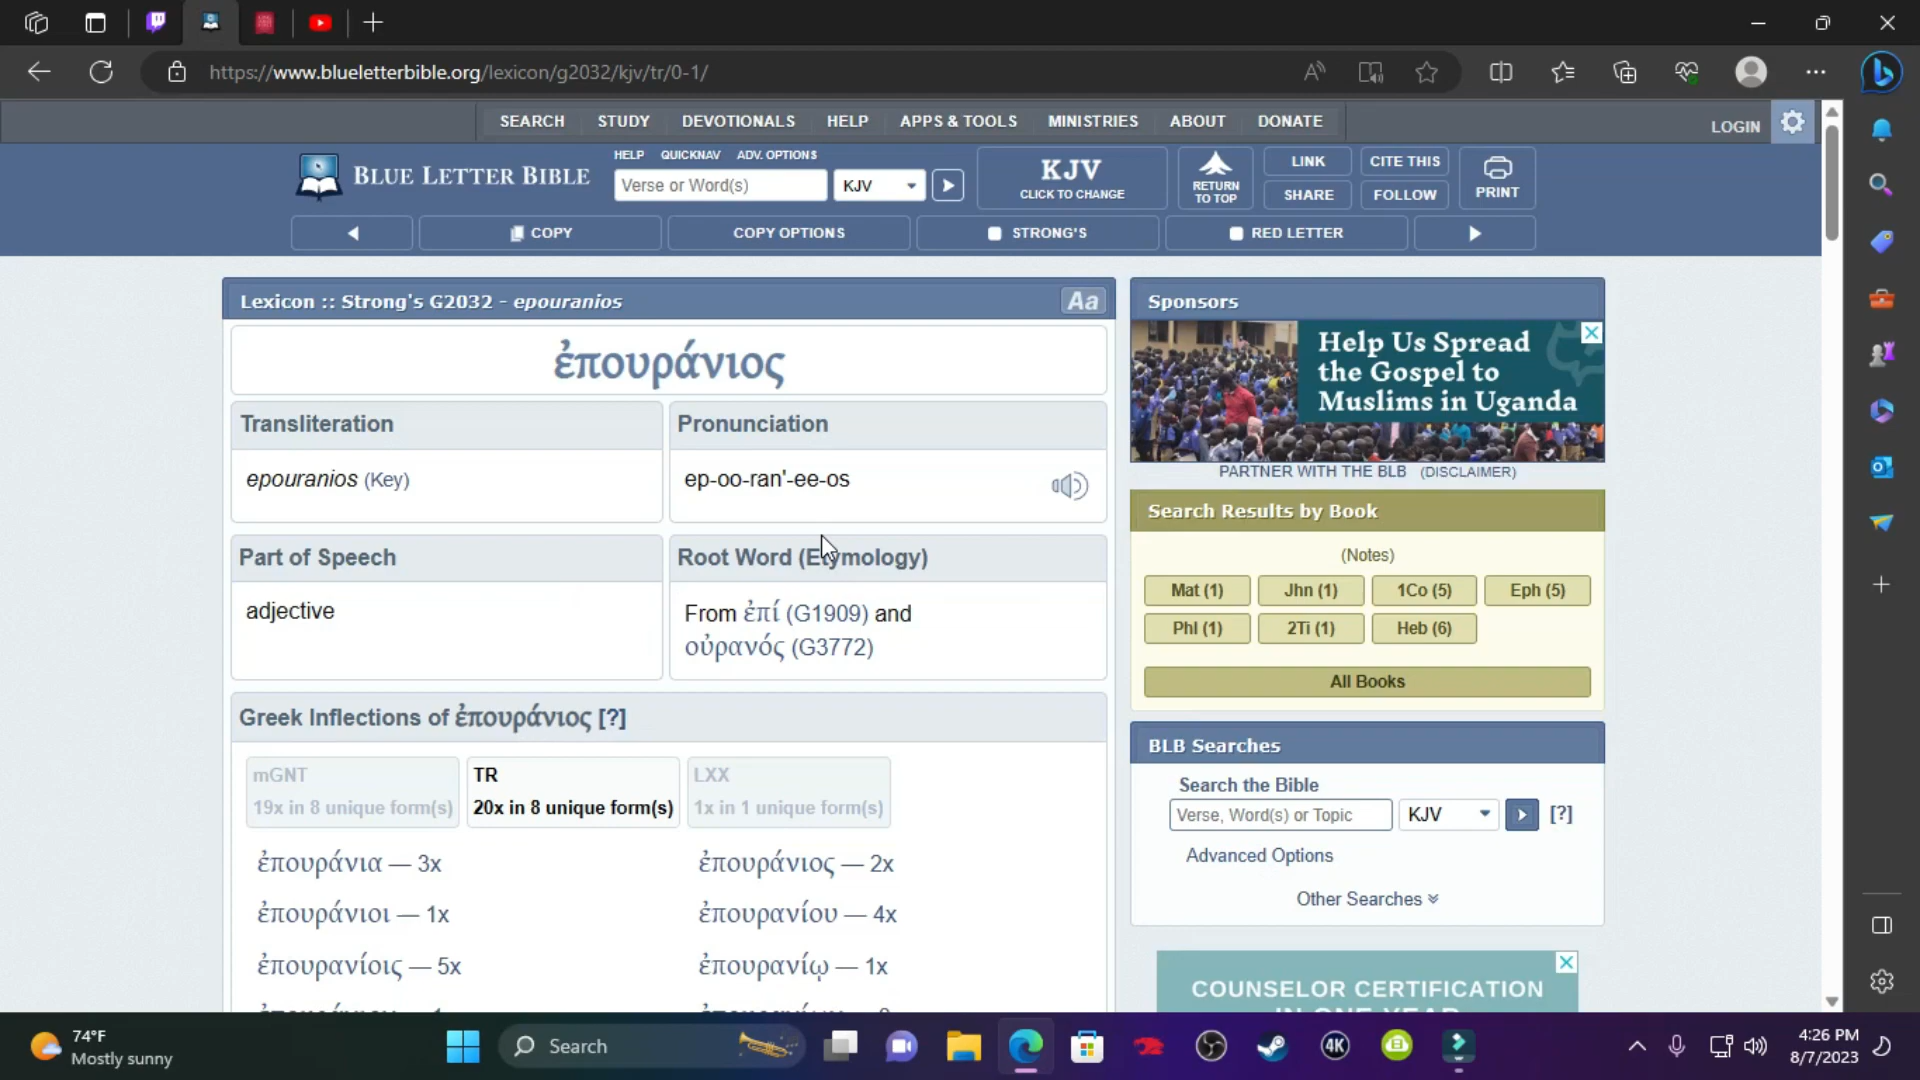 https://www.blueletterbible.org/lexicon/g2032/kjv/tr/0-1/
SEARCH STUDY DEVOTIONALS HELP APPS & TOOLS MINISTRIES ABOUT DONATE
LOGIN
BLUE LETTER BIBLE
HELP QUICKNAV ADV. OPTIONS
Verse or Word(s) KJV
KJV
CLICK TO CHANGE
RETURN
TO TOP
LINK CITE THIS
SHARE FOLLOW
PRINT
COPY COPY OPTIONS STRONG'S RED LETTER
Lexicon :: Strong's G2032 - epouranios Aa
ἐπουράνιος
Transliteration
epouranios (Key)
Pronunciation
ep-oo-ran'-ee-os
Part of Speech
adjective
Root Word (Etymology)
From ἐπί (G1909) and
οὐρανός (G3772)
Greek Inflections of ἐπουράνιος [?]
mGNT
19x in 8 unique form(s)
TR
20x in 8 unique form(s)
LXX
1x in 1 unique form(s)
ἐπουράνια — 3x
ἐπουράνιος — 2x
ἐπουράνιοι — 1x
ἐπουρανίου — 4x
ἐπουρανίοις — 5x
ἐπουρανίῳ — 1x
Sponsors
Help Us Spread
the Gospel to
Muslims in Uganda
PARTNER WITH THE BLB (DISCLAIMER)
Search Results by Book
(Notes)
Mat (1) Jhn (1) 1Co (5) Eph (5)
Phl (1) 2Ti (1) Heb (6)
All Books
BLB Searches
Search the Bible
Verse, Word(s) or Topic KJV [?]
Advanced Options
Other Searches
COUNSELOR CERTIFICATION
IN ONE YEAR
74°F
Mostly sunny
Search
4K
4:26 PM
8/7/2023